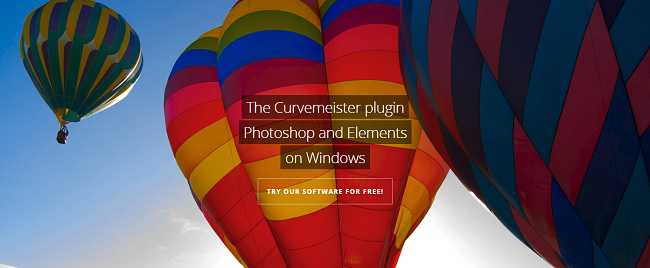 The Curvemeister plugin
Photoshop and Elements
on Windows
TRY OUR SOFTWARE FOR FREE!